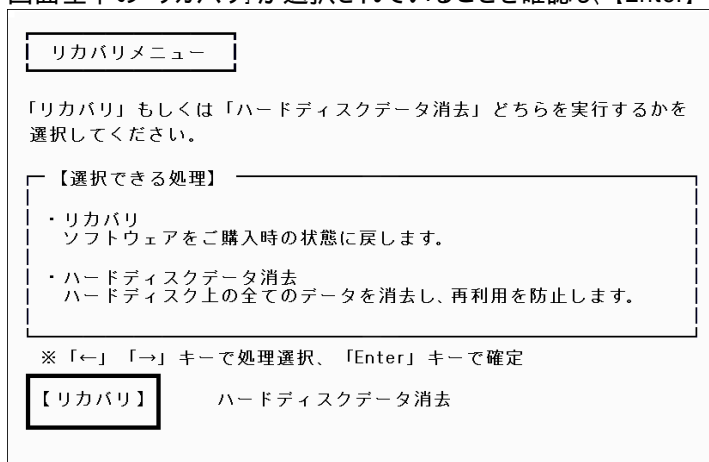 リカバリメニュー
「リカバリ」もしくは「ハードディスクデータ消去」どちらを実行するかを
選択してください。
【選択できる処理】
・リカバリ
ソフトウェアをご購入時の状態に戻します。
・ハードディスクデータ消去
ハードディスク上の全てのデータを消去し、再利用を防止します。
※「←」「→」キーで処理選択、「Enter」キーで確定
【リカバリ】 ハードディスクデータ消去